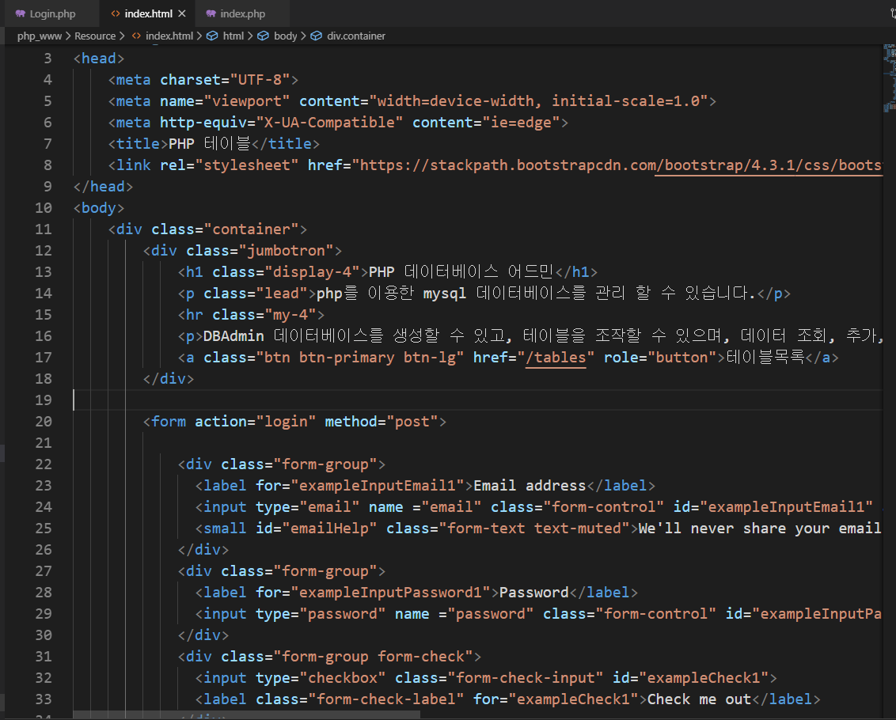 Login.php
index.html
index.php
php_www > Resource > index.html > html > body > div.container
3 <head>
4 <meta charset="UTF-8">
5 <meta name="viewport" content="width=device-width, initial-scale=1.0">
6 <meta http-equiv="X-UA-Compatible" content="ie=edge">
7 <title>PHP 테이블</title>
8 <link rel="stylesheet" href="https://stackpath.bootstrapcdn.com/bootstrap/4.3.1/css/boots
9 </head>
10 <body>
11 <div class="container">
12 <div class="jumbotron">
13 <h1 class="display-4">PHP 데이터베이스 어드민</h1>
14 <p class="lead">php를 이용한 mysql 데이터베이스를 관리 할 수 있습니다.</p>
15 <hr class="my-4">
16 <p>DBAdmin 데이터베이스를 생성할 수 있고, 테이블을 조작할 수 있으며, 데이터 조회, 추가,
17 <a class="btn btn-primary btn-lg" href="/tables" role="button">테이블목록</a>
18 </div>
19
20 <form action="login" method="post">
21
22 <div class="form-group">
23 <label for="exampleInputEmail1">Email address</label>
24 <input type="email" name ="email" class="form-control" id="exampleInputEmail1"
25 <small id="emailHelp" class="form-text text-muted">We'll never share your email
26 </div>
27 <div class="form-group">
28 <label for="exampleInputPassword1">Password</label>
29 <input type="password" name ="password" class="form-control" id="exampleInputPa
30 </div>
31 <div class="form-group form-check">
32 <input type="checkbox" class="form-check-input" id="exampleCheck1">
33 <label class="form-check-label" for="exampleCheck1">Check me out</label>